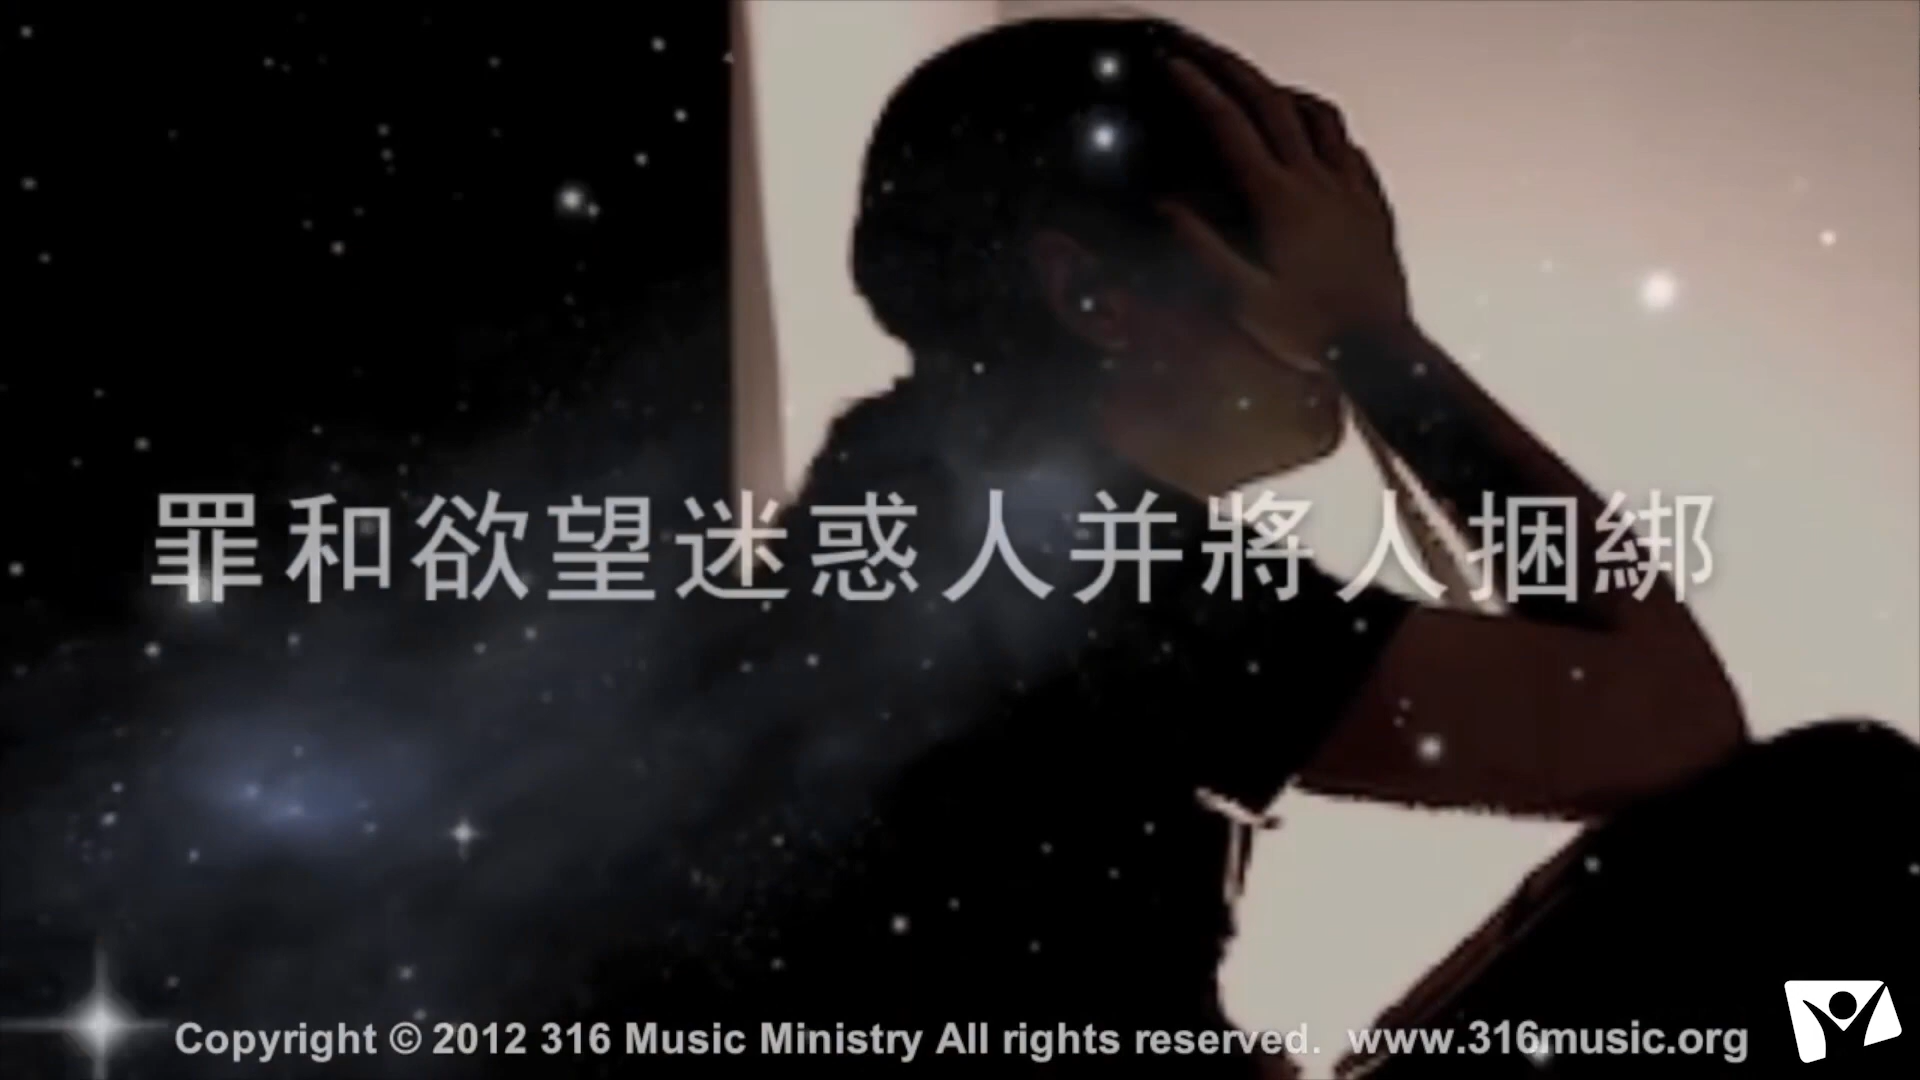 罪和欲望迷惑人并將人捆綁
Copyright © 2012 316 Music Ministry All rights reserved.  www.316music.org